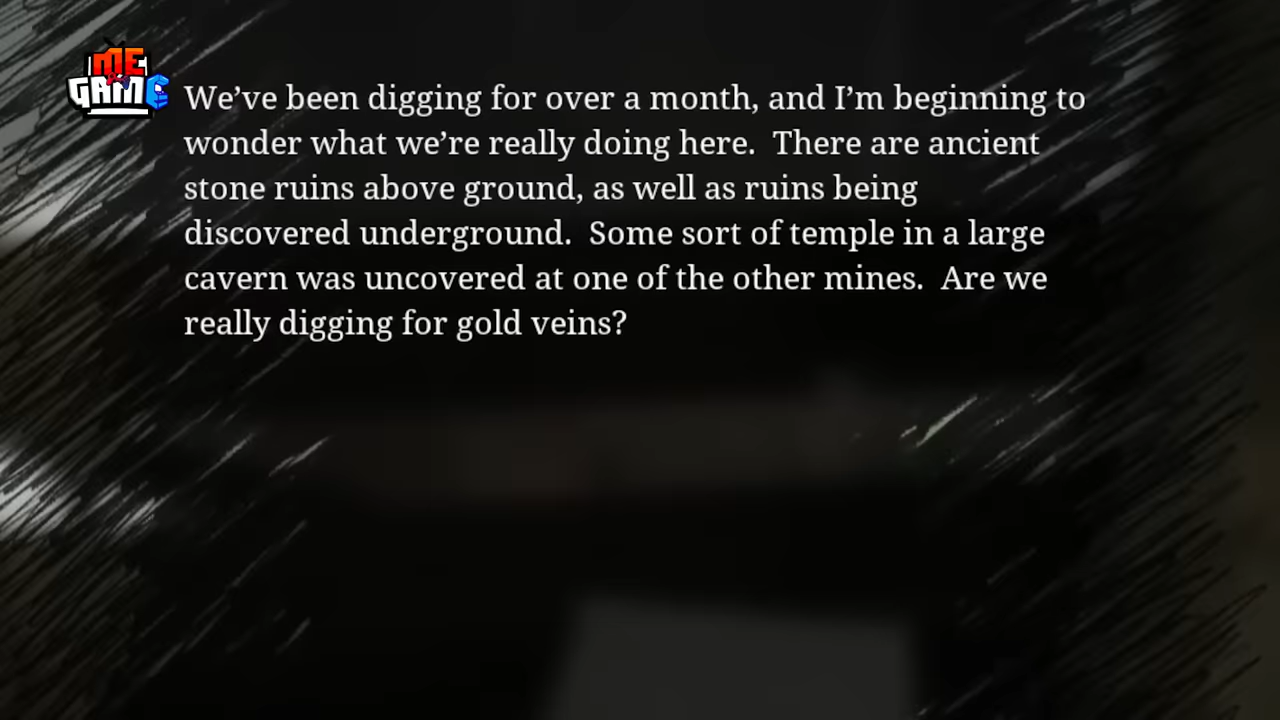 ME
GAME
We’ve been digging for over a month, and I’m beginning to
wonder what we’re really doing here.  There are ancient
stone ruins above ground, as well as ruins being
discovered underground.  Some sort of temple in a large
cavern was uncovered at one of the other mines.  Are we
really digging for gold veins?